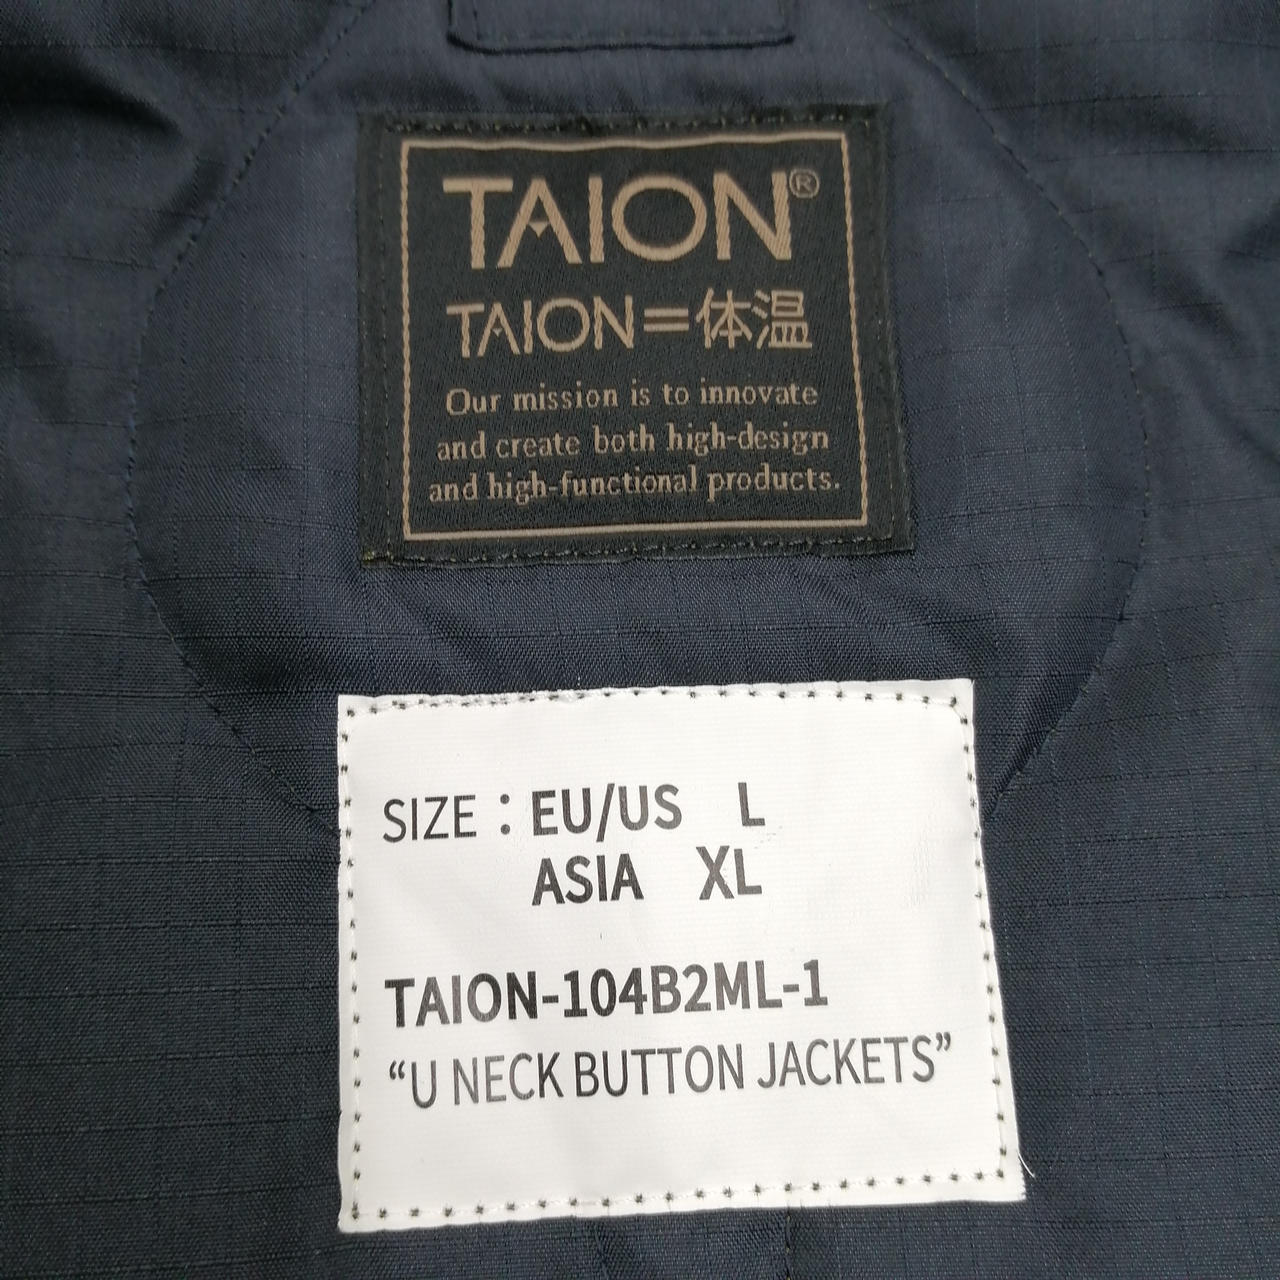 TAION®
TAION=体温
Our mission is to innovate
and create both high-design
and high-functional products.
SIZE : EU/US L
ASIA XL
TAION-104B2ML-1
“U NECK BUTTON JACKETS”